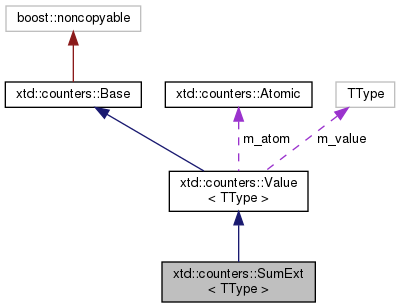 boost::noncopyable
xtd::counters::Base
xtd::counters::Atomic
TType
m_atom
m_value
xtd::counters::Value
< TType >
xtd::counters::SumExt
< TType >